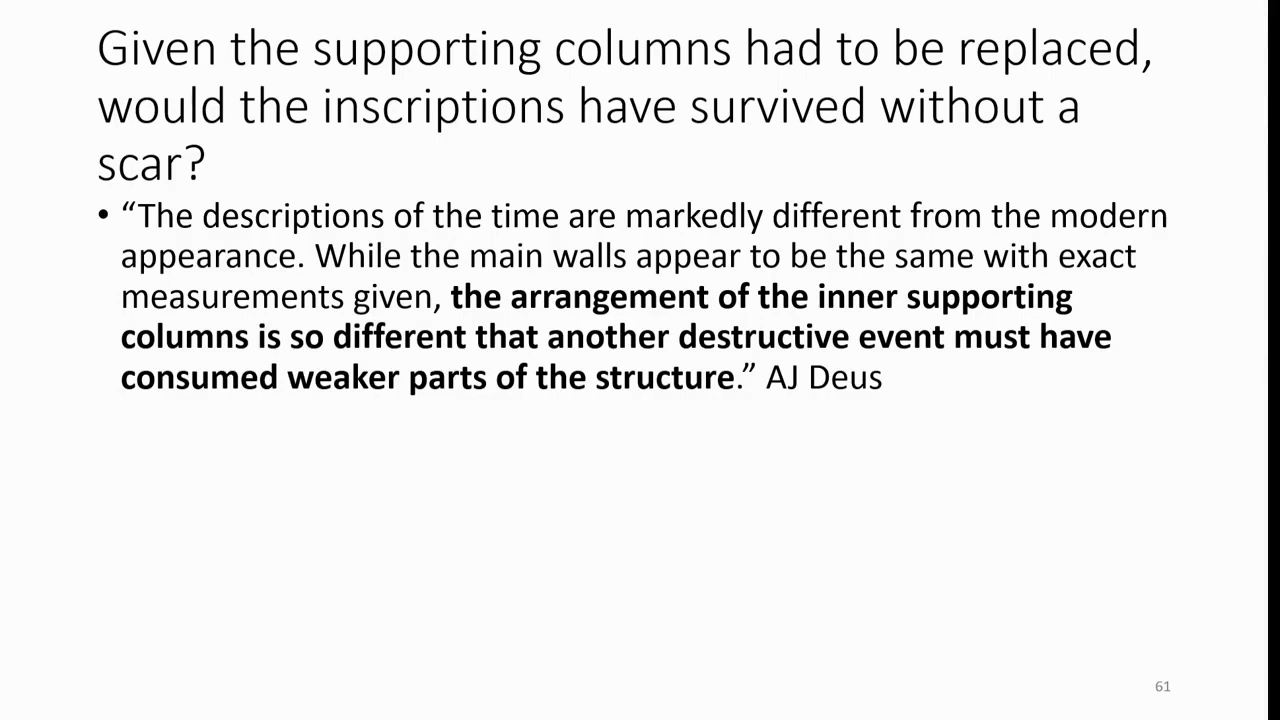 Given the supporting columns had to be replaced,
would the inscriptions have survived without a
scar?
• “The descriptions of the time are markedly different from the modern
appearance. While the main walls appear to be the same with exact
measurements given, the arrangement of the inner supporting
columns is so different that another destructive event must have
consumed weaker parts of the structure.” AJ Deus
61